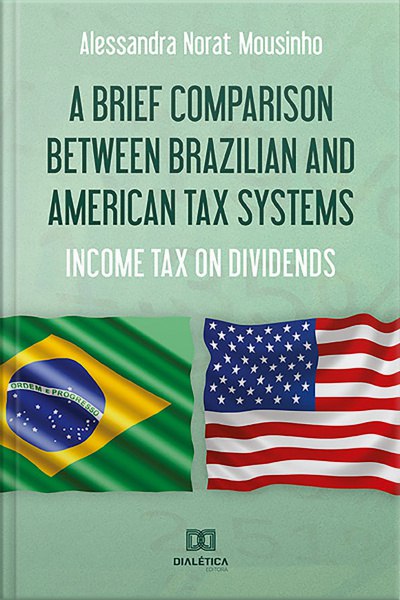 Alessandra Norat Mousinho
A BRIEF COMPARISON
BETWEEN BRAZILIAN AND
AMERICAN TAX SYSTEMS
INCOME TAX ON DIVIDENDS
ORDEM E PROGRESSO
DIALÉTICA
EDITORA